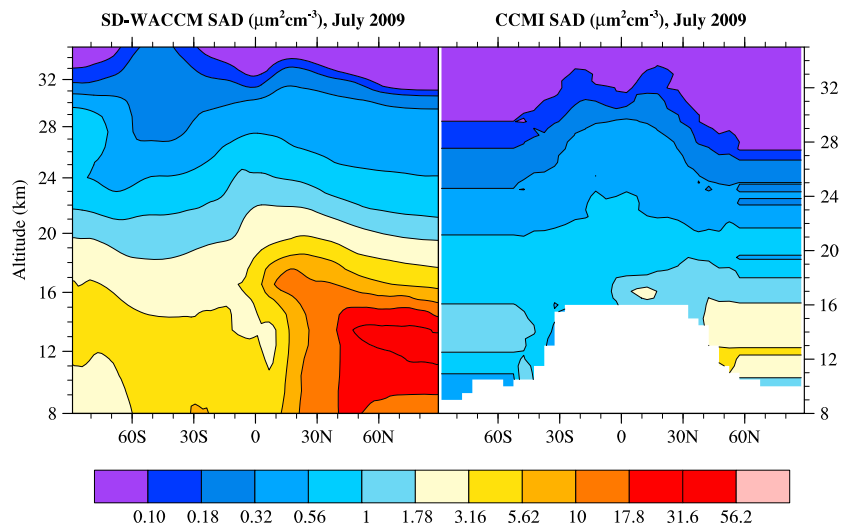 SD-WACCM SAD (μm²cm⁻³), July 2009
CCMI SAD (μm²cm⁻³), July 2009
Altitude (km)
32
28
24
20
16
12
8
32
28
24
20
16
12
8
60S 30S 0 30N 60N
60S 30S 0 30N 60N
0.10 0.18 0.32 0.56 1 1.78 3.16 5.62 10 17.8 31.6 56.2